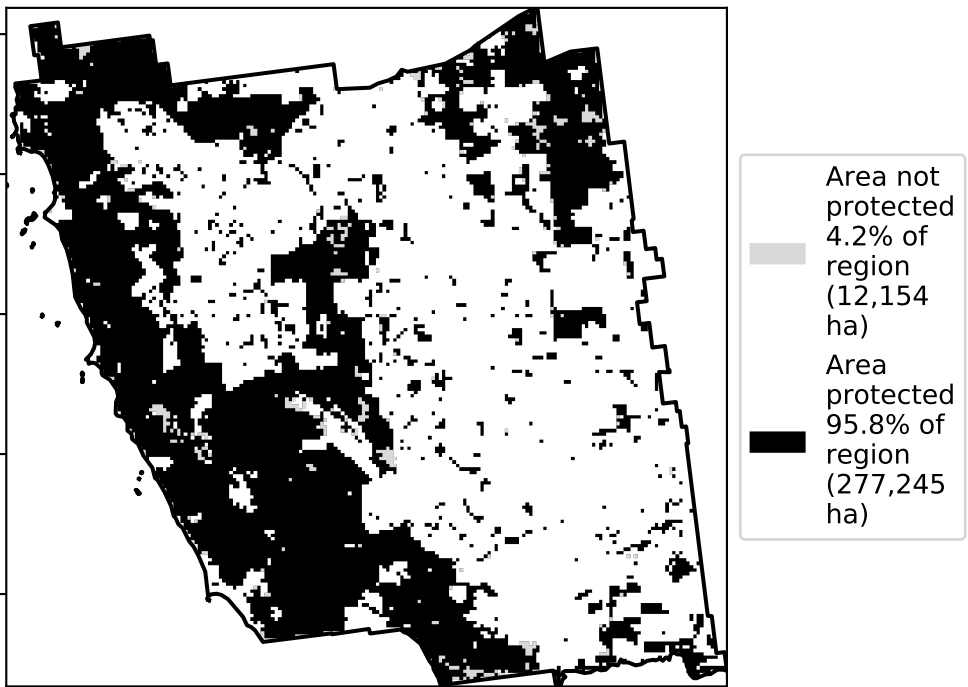 Area not
protected
4.2% of
region
(12,154
ha)
Area
protected
95.8% of
region
(277,245
ha)